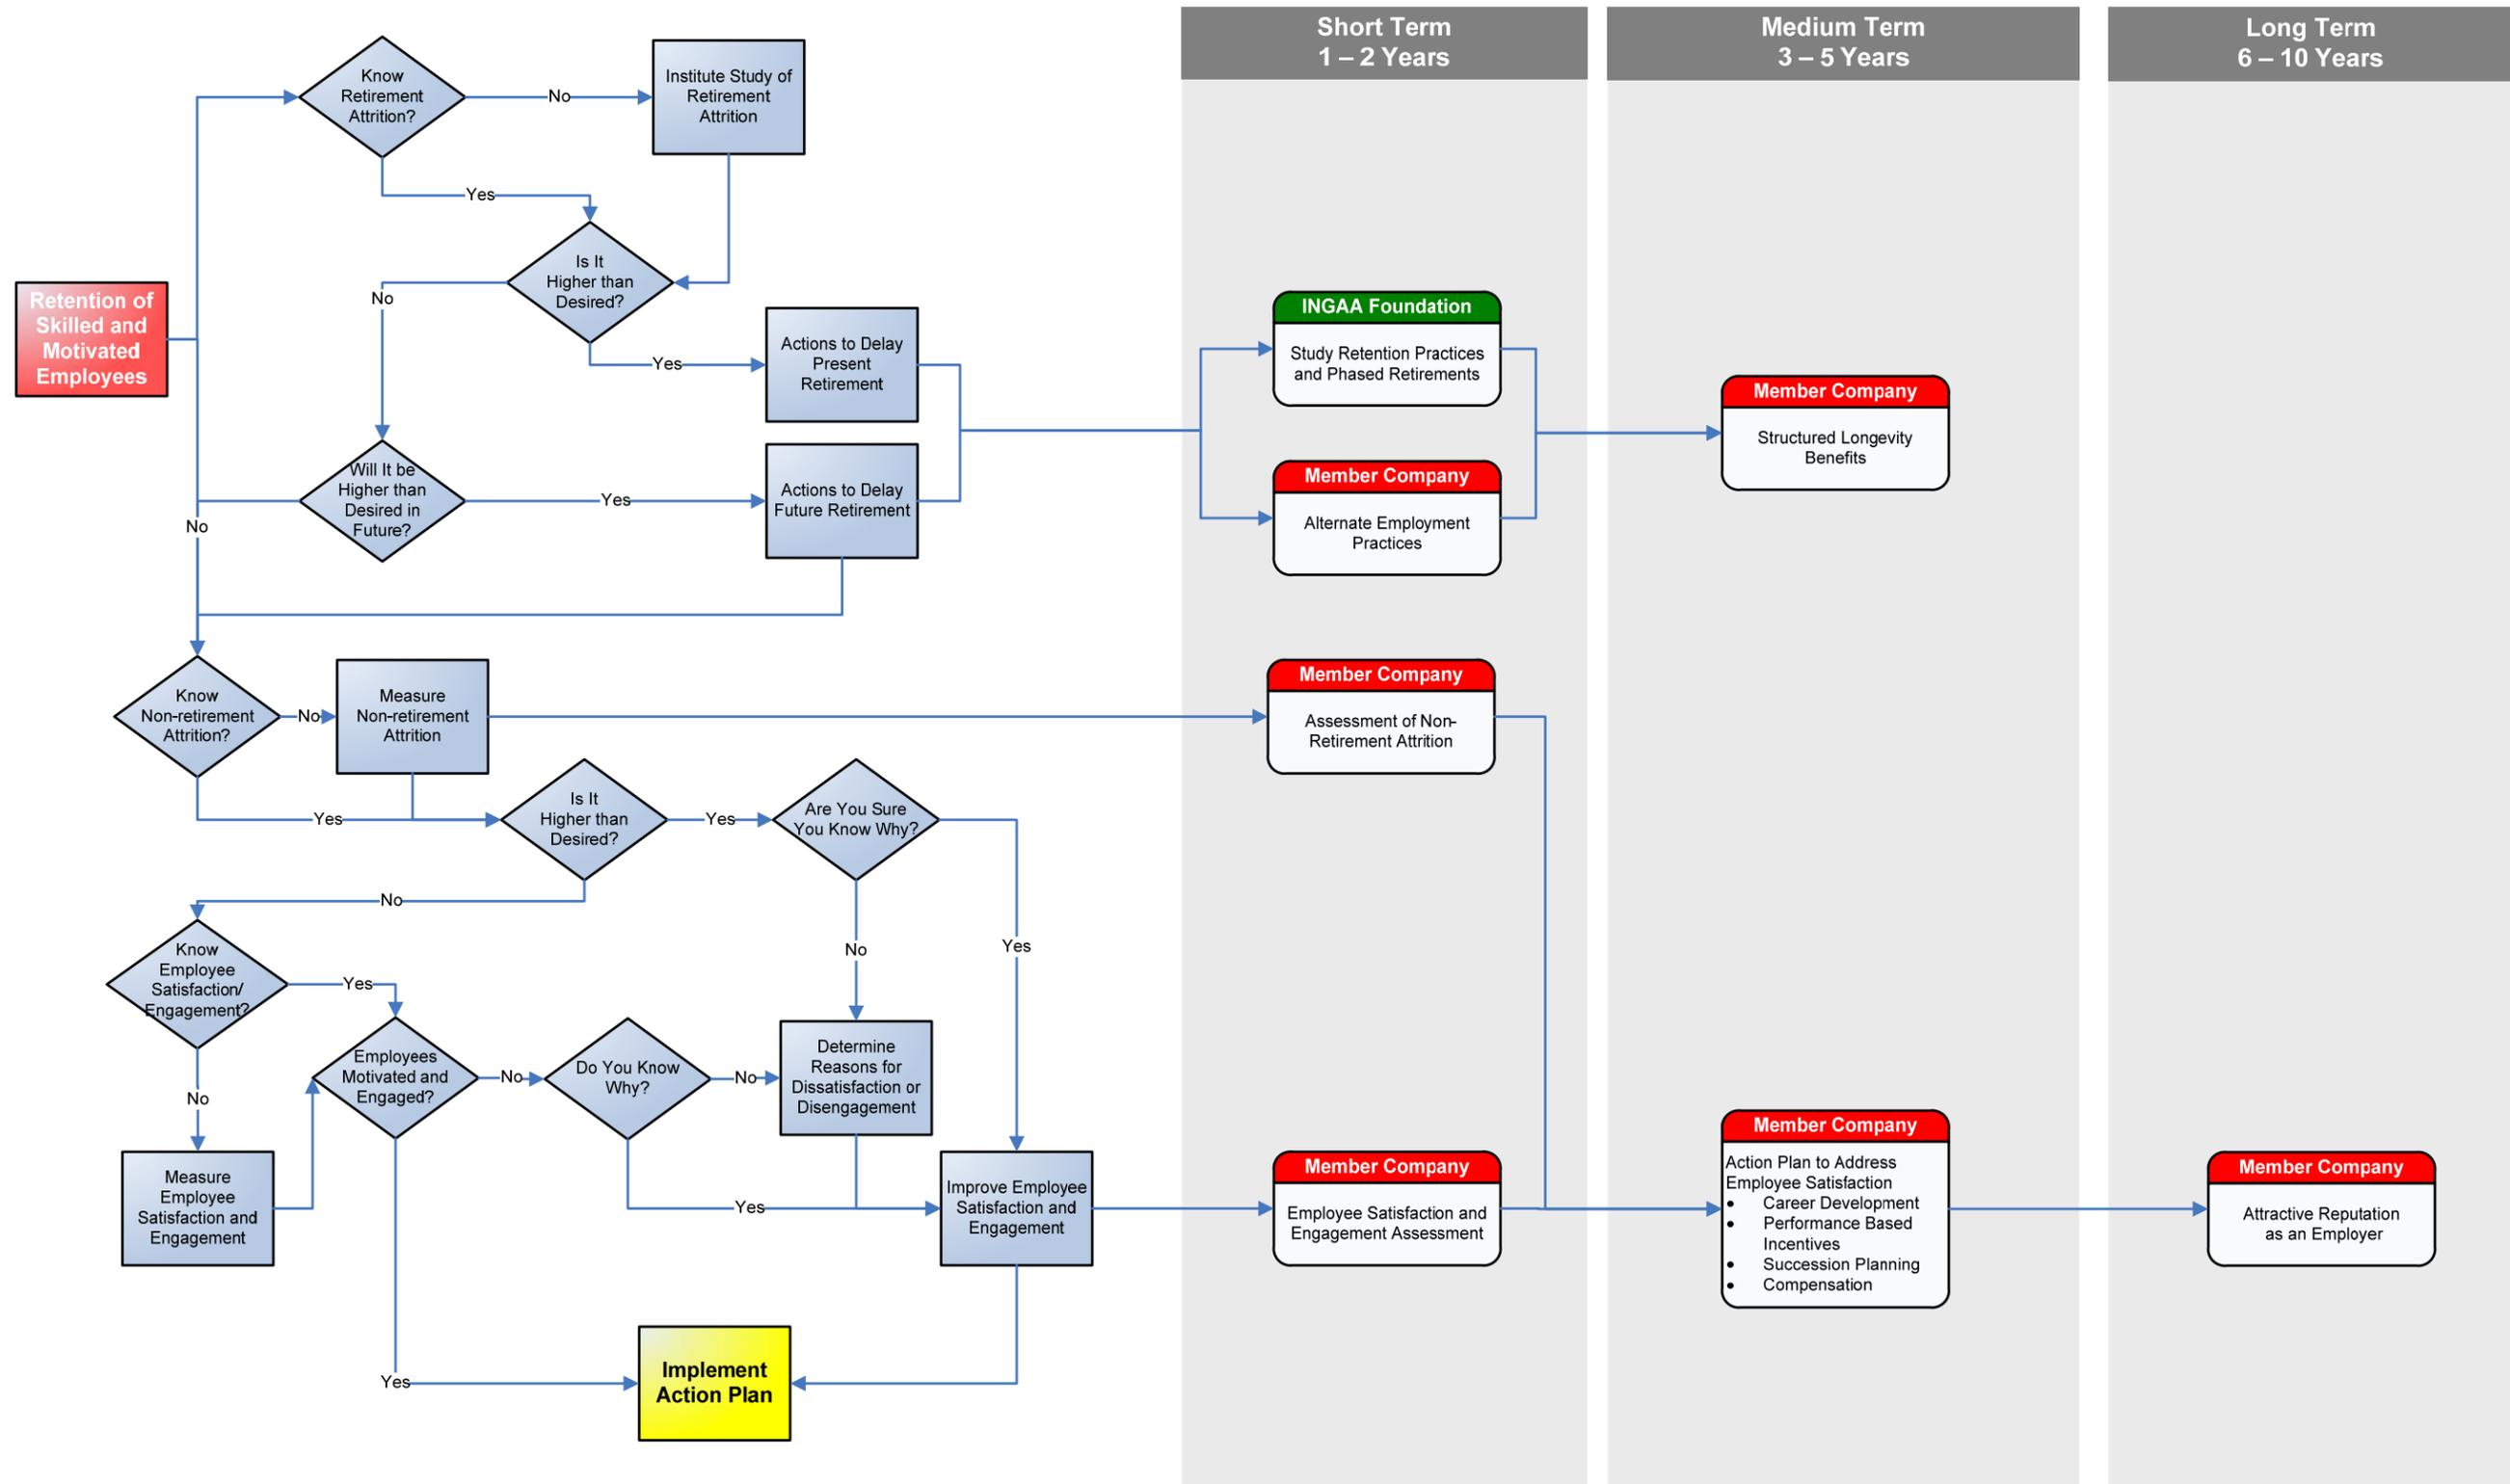 Short Term
1 – 2 Years
Medium Term
3 – 5 Years
Long Term
6 – 10 Years
Know
Retirement
Attrition?
No
Institute Study of
Retirement
Attrition
Yes
Is It
Higher than
Desired?
No
Retention of
Skilled and
Motivated
Employees
Yes
Actions to Delay
Present
Retirement
INGAA Foundation
Study Retention Practices
and Phased Retirements
Member Company
Structured Longevity
Benefits
Will It be
Higher than
Desired in
Future?
Yes
Actions to Delay
Future Retirement
Member Company
Alternate Employment
Practices
No
Know
Non-retirement
Attrition?
No
Measure
Non-retirement
Attrition
Member Company
Assessment of Non-
Retirement Attrition
Yes
Is It
Higher than
Desired?
Yes
Are You Sure
You Know Why?
No
No
Yes
Know
Employee
Satisfaction/
Engagement?
Yes
No
Employees
Motivated and
Engaged?
No
Do You Know
Why?
No
Determine
Reasons for
Dissatisfaction or
Disengagement
Measure
Employee
Satisfaction and
Engagement
Yes
Improve Employee
Satisfaction and
Engagement
Member Company
Employee Satisfaction and
Engagement Assessment
Member Company
Action Plan to Address
Employee Satisfaction
• Career Development
• Performance Based
Incentives
• Succession Planning
• Compensation
Member Company
Attractive Reputation
as an Employer
Yes
Implement
Action Plan